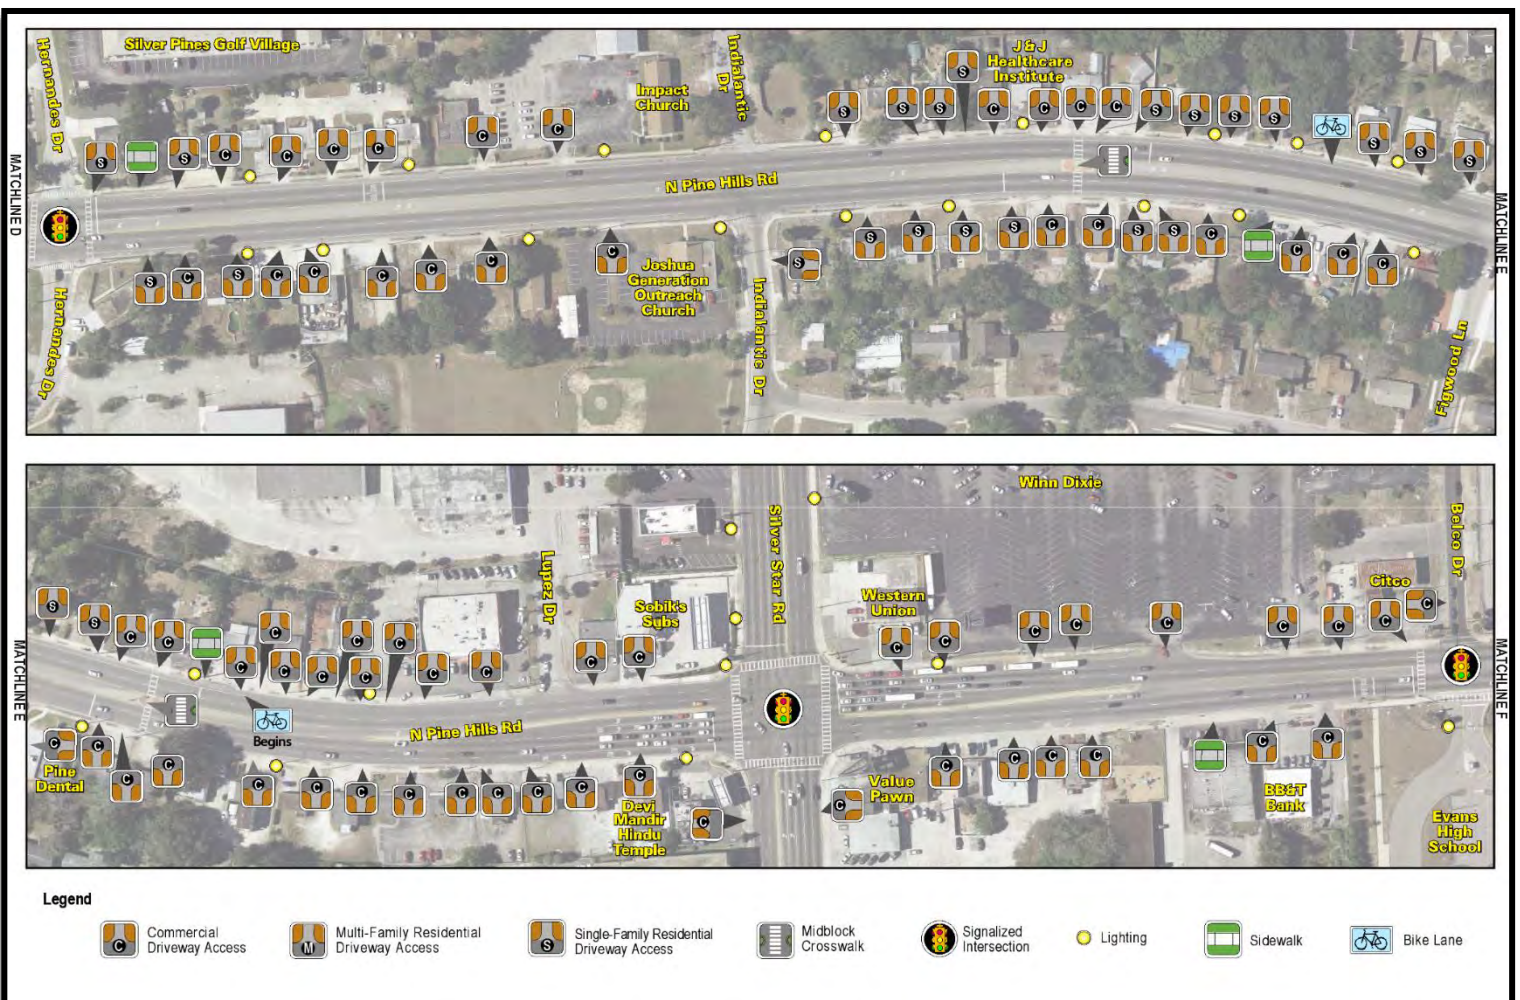 Silver Pines Golf Village
Hernandes Dr
Impact
Church
Indialantic
Dr
J&J
Healthcare
Institute
MATCHLINE D
N Pine Hills Rd
MATCHLINE E
Hernandes Dr
Joshua
Generation
Outreach
Church
Indialantic Dr
Figwood Ln
Winn Dixie
Silver Star Rd
Belco Dr
Lupez Dr
Sobik's
Subs
Western
Union
Citco
MATCHLINE E
N Pine Hills Rd
MATCHLINE F
Begins
Pine
Dental
Devi
Mandir
Hindu
Temple
Value
Pawn
BB&T
Bank
Evans
High
School
Legend
C
Commercial
Driveway Access
M
Multi-Family Residential
Driveway Access
S
Single-Family Residential
Driveway Access
Midblock
Crosswalk
Signalized
Intersection
Lighting
Sidewalk
Bike Lane